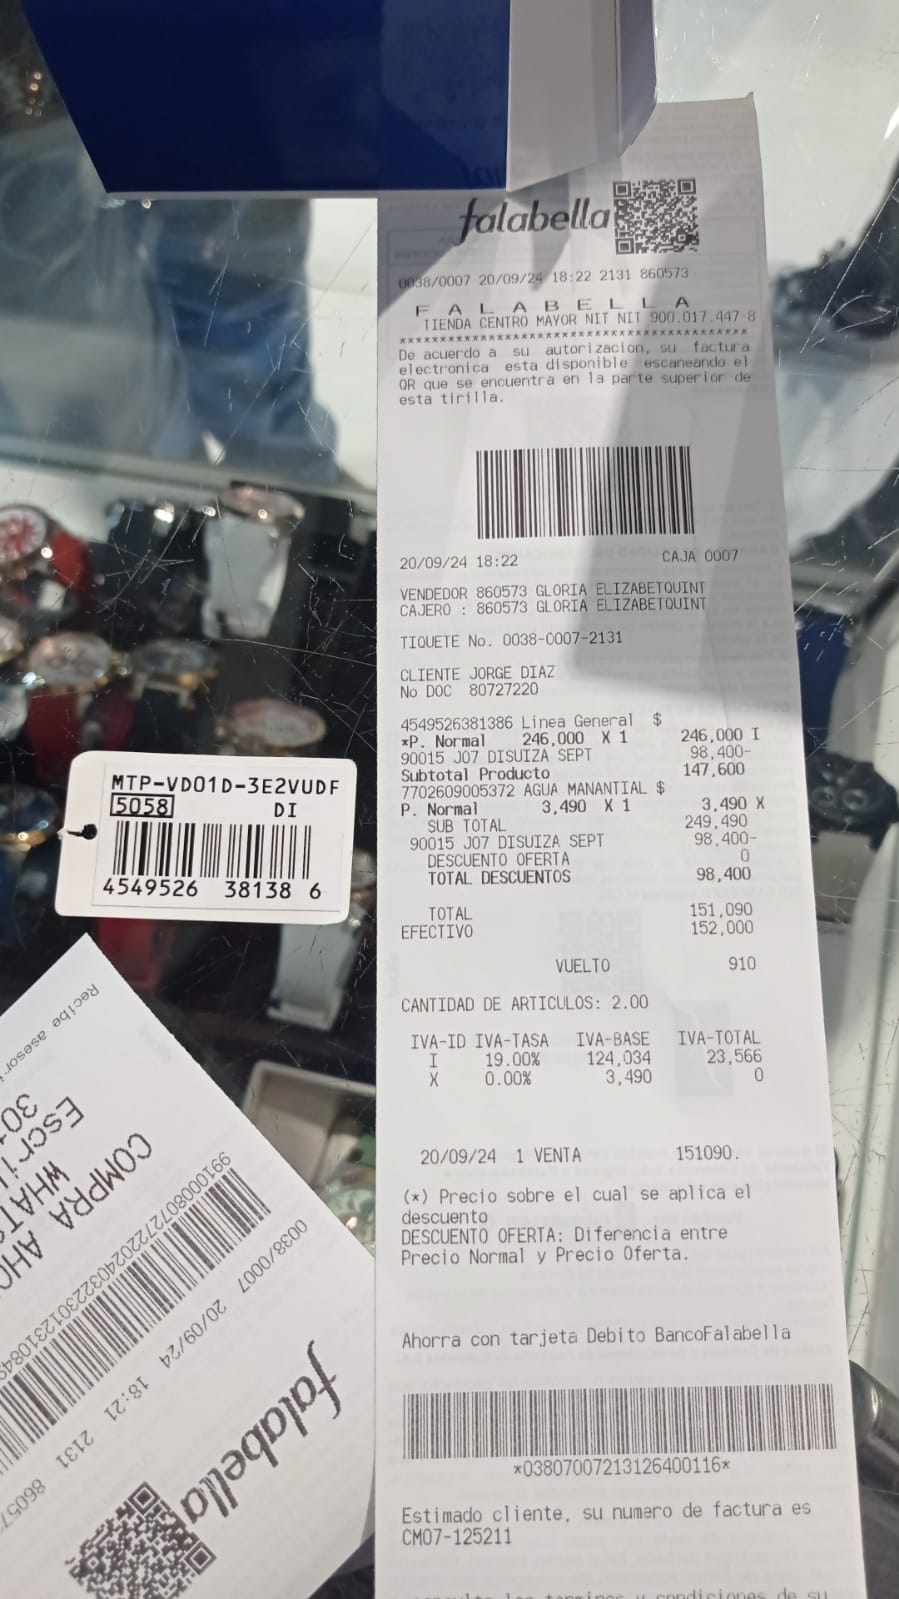 falabella
0038/0007 20/09/24 18:22 2131 860573
F A L A B E L L A
TIENDA CENTRO MAYOR NIT NIT 900.017.447-8
******************************************
De acuerdo a su autorizacion, su factura
electronica esta disponible escaneando el
QR que se encuentra en la parte superior de
esta tirilla.
20/09/24 18:22 CAJA 0007
VENDEDOR 860573 GLORIA ELIZABETQUINT
CAJERO : 860573 GLORIA ELIZABETQUINT
TIQUETE No. 0038-0007-2131
CLIENTE JORGE DIAZ
No DOC 80727220
4549526381386 Linea General $
*P. Normal 246,000 X 1 246,000 I
90015 J07 DISUIZA SEPT 98,400-
Subtotal Producto 147,600
7702609005372 AGUA MANANTIAL $
P. Normal 3,490 X 1 3,490 X
SUB TOTAL 249,490
90015 J07 DISUIZA SEPT 98,400-
DESCUENTO OFERTA 0
TOTAL DESCUENTOS 98,400
TOTAL 151,090
EFECTIVO 152,000
VUELTO 910
CANTIDAD DE ARTICULOS: 2.00
IVA-ID IVA-TASA IVA-BASE IVA-TOTAL
I 19.00% 124,034 23,566
X 0.00% 3,490 0
20/09/24 1 VENTA 151090.
(*) Precio sobre el cual se aplica el
descuento
DESCUENTO OFERTA: Diferencia entre
Precio Normal y Precio Oferta.
Ahorra con tarjeta Debito BancoFalabella
*03807007213126400116*
Estimado cliente, su numero de factura es
CM07-125211
terminos y condiciones de su
MTP-VD01D-3E2VUDF
5058 DI
4549526 38138 6
falabella
0038/0007 20/09/24 18:21 2131
COMPRA
Recibe